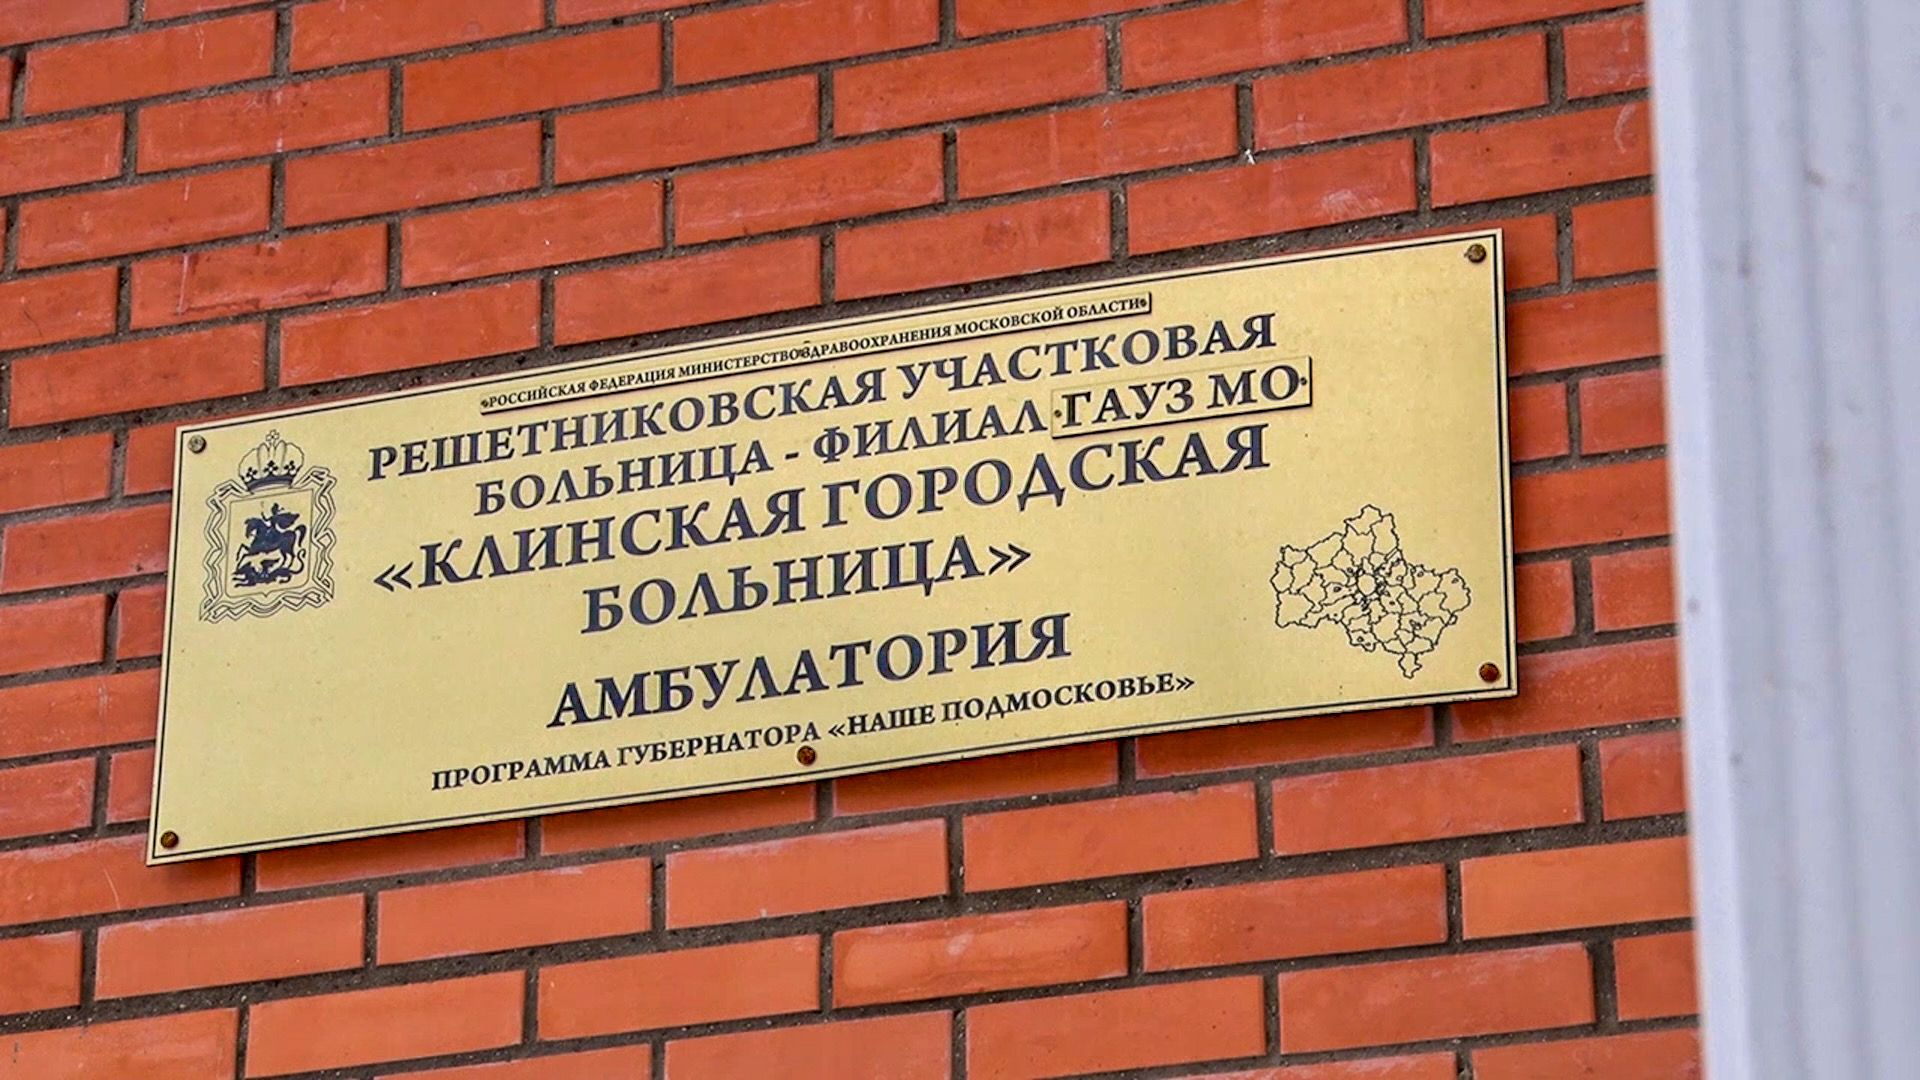 РОССИЙСКАЯ ФЕДЕРАЦИЯ МИНИСТЕРСТВО ЗДРАВООХРАНЕНИЯ МОСКОВСКОЙ ОБЛАСТИ
РЕШЕТНИКОВСКАЯ УЧАСТКОВАЯ
БОЛЬНИЦА - ФИЛИАЛ ГАУЗ МО
«КЛИНСКАЯ ГОРОДСКАЯ
БОЛЬНИЦА»
АМБУЛАТОРИЯ
ПРОГРАММА ГУБЕРНАТОРА «НАШЕ ПОДМОСКОВЬЕ»